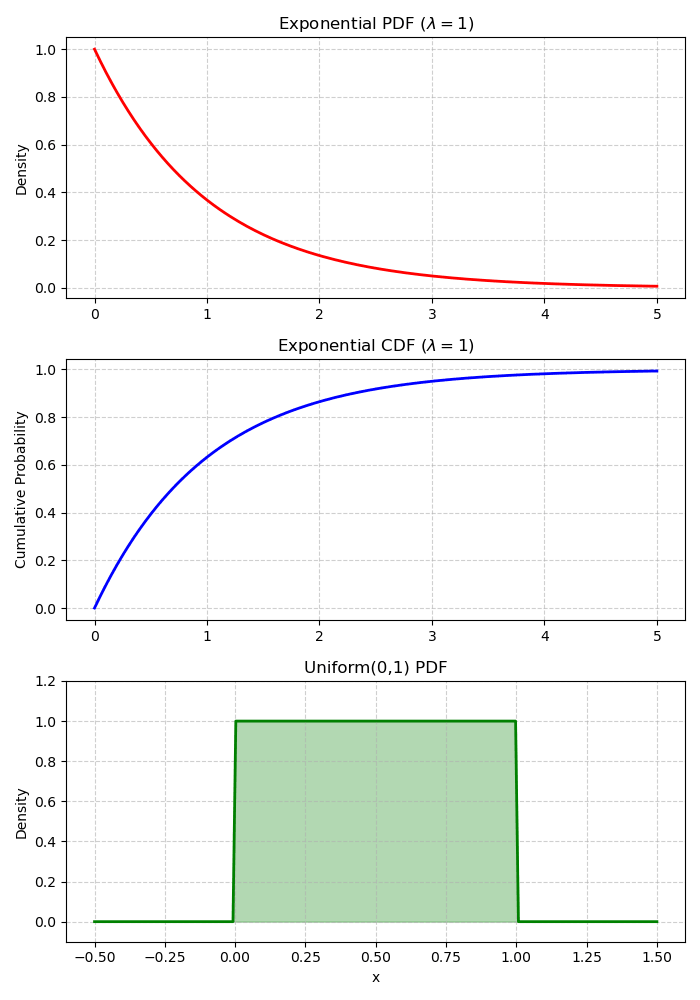 Exponential PDF (λ = 1)
Density
1.0
0.8
0.6
0.4
0.2
0.0
0 1 2 3 4 5
Exponential CDF (λ = 1)
Cumulative Probability
1.0
0.8
0.6
0.4
0.2
0.0
0 1 2 3 4 5
Uniform(0,1) PDF
Density
1.2
1.0
0.8
0.6
0.4
0.2
0.0
−0.50 −0.25 0.00 0.25 0.50 0.75 1.00 1.25 1.50
x